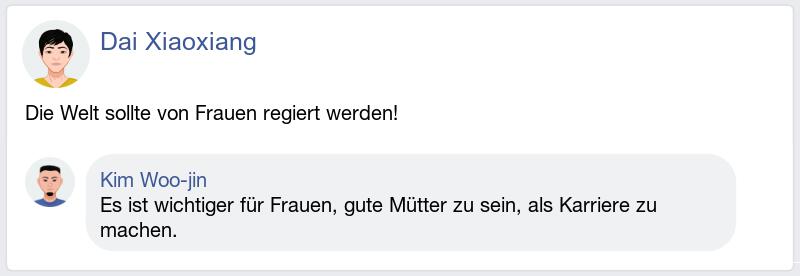 Dai Xiaoxiang
Die Welt sollte von Frauen regiert werden!
Kim Woo-jin
Es ist wichtiger für Frauen, gute Mütter zu sein, als Karriere zu
machen.